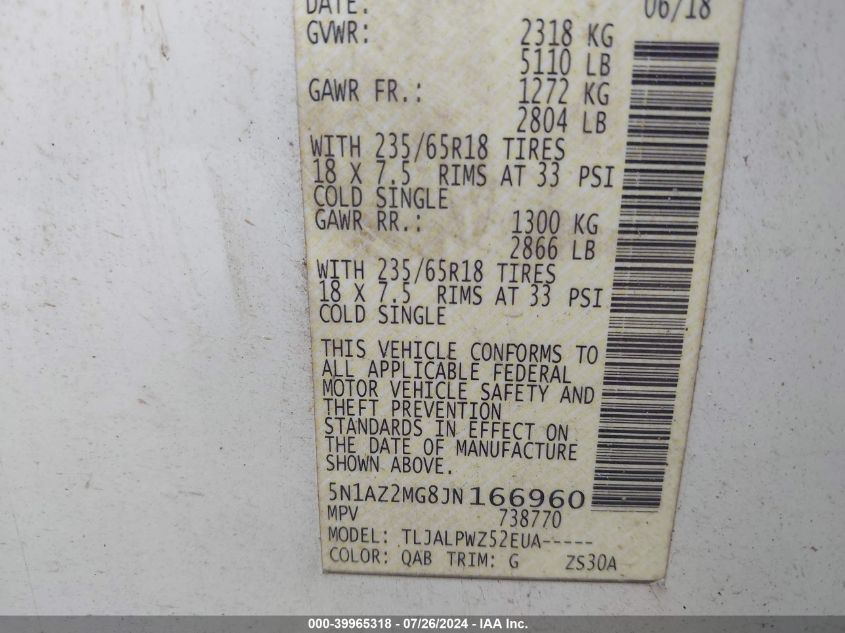 DATE: 06/18
GVWR: 2318 KG
5110 LB
GAWR FR.: 1272 KG
2804 LB
WITH 235/65R18 TIRES
18 X 7.5 RIMS AT 33 PSI
COLD SINGLE
GAWR RR.: 1300 KG
2866 LB
WITH 235/65R18 TIRES
18 X 7.5 RIMS AT 33 PSI
COLD SINGLE
THIS VEHICLE CONFORMS TO
ALL APPLICABLE FEDERAL
MOTOR VEHICLE SAFETY AND
THEFT PREVENTION
STANDARDS IN EFFECT ON
THE DATE OF MANUFACTURE
SHOWN ABOVE.
5N1AZ2MG8JN166960
MPV 738770
MODEL: TLJALPWZ52EUA-----
COLOR: QAB TRIM: G ZS30A
000-39965318 - 07/26/2024 - IAA Inc.